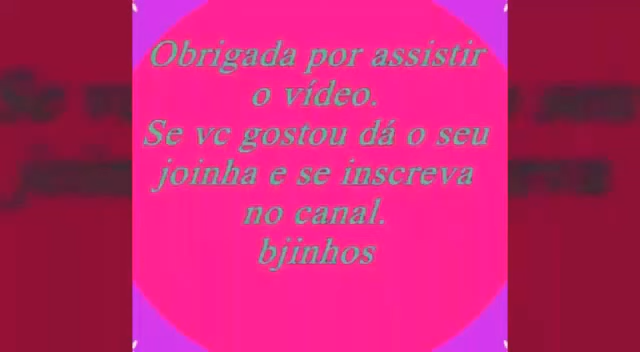 Obrigada por assistir
o vídeo.
Se vc gostou dá o seu
joinha e se inscreva
no canal.
bjinhos